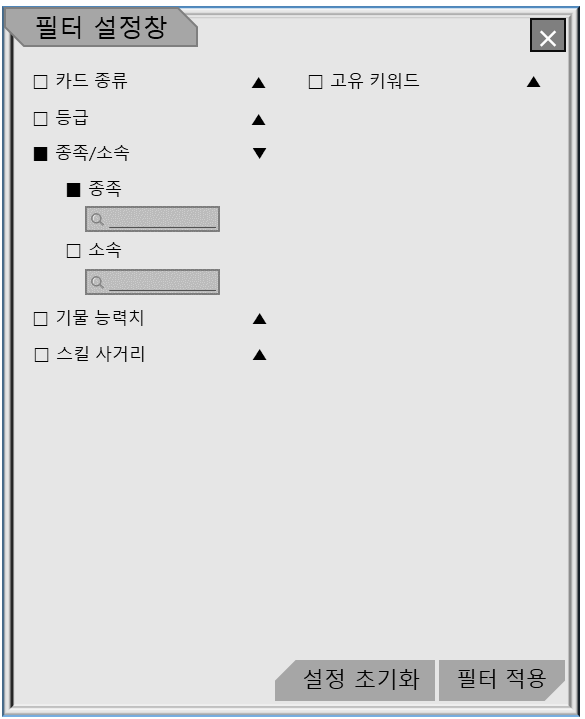 필터 설정창
카드 종류
등급
종족/소속
종족
소속
기물 능력치
스킬 사거리
고유 키워드
설정 초기화
필터 적용